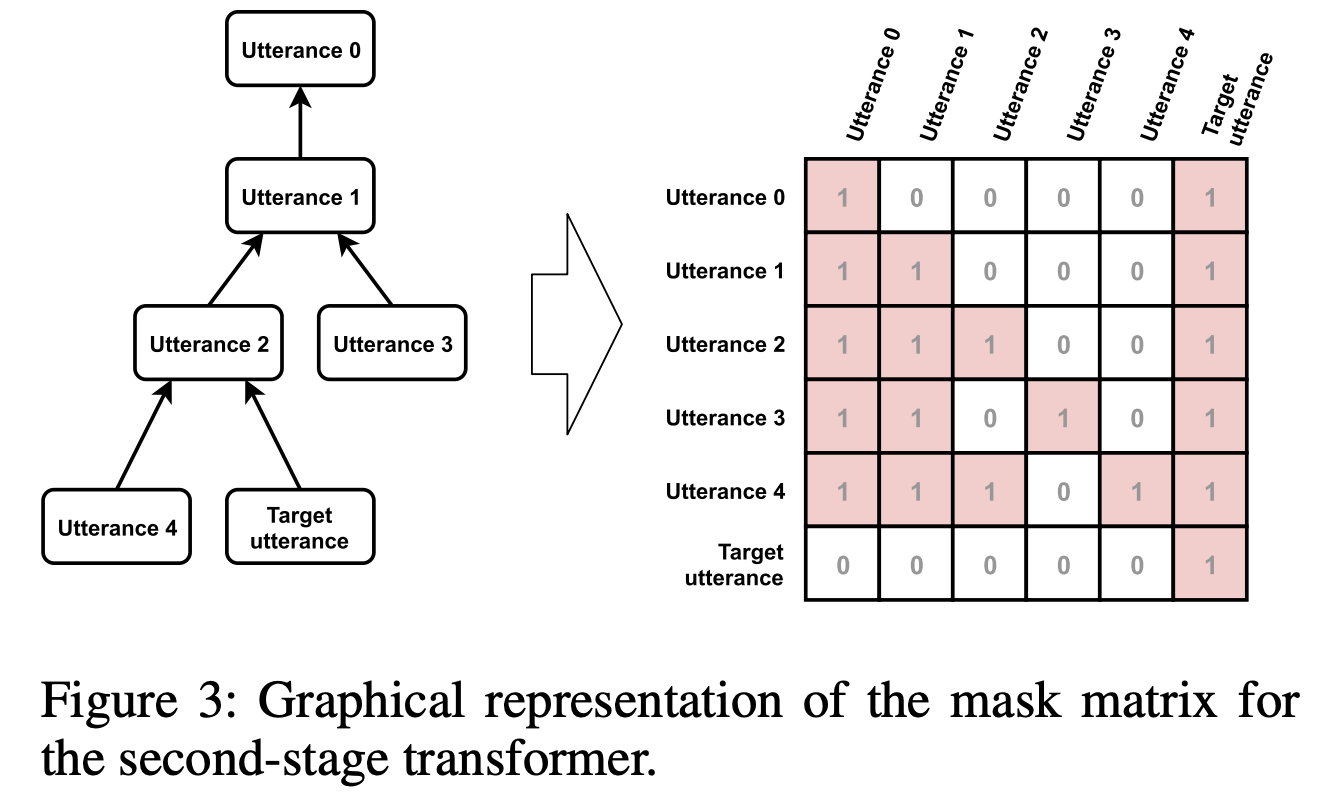 Utterance 0
Utterance 1
Utterance 2
Utterance 3
Utterance 4
Target
utterance
Utterance 0
Utterance 1
Utterance 2
Utterance 3
Utterance 4
Target
utterance
Utterance 0 1 0 0 0 0 1
Utterance 1 1 1 0 0 0 1
Utterance 2 1 1 1 0 0 1
Utterance 3 1 1 0 1 0 1
Utterance 4 1 1 1 0 1 1
Target
utterance 0 0 0 0 0 1
Figure 3: Graphical representation of the mask matrix for
the second-stage transformer.